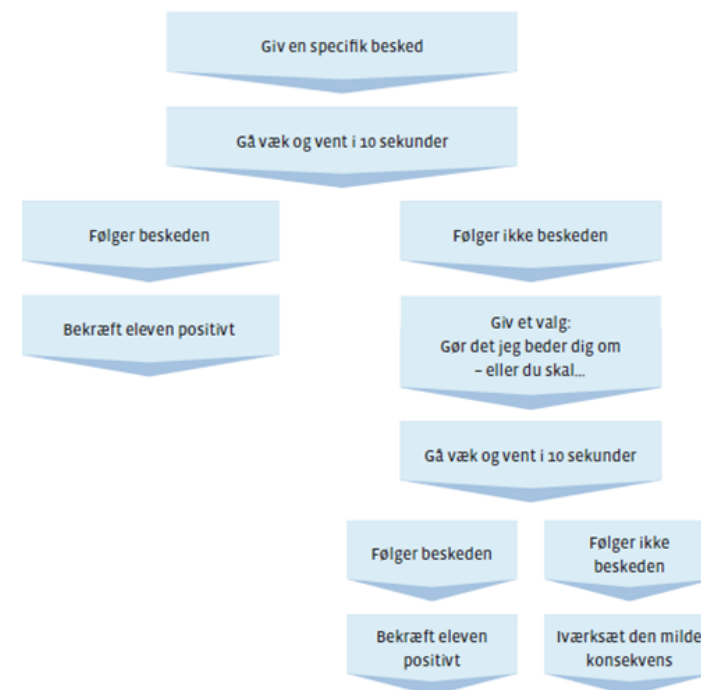 Giv en specifik besked
Gå væk og vent i 10 sekunder
Følger beskeden
Følger ikke beskeden
Bekræft eleven positivt
Giv et valg:
Gør det jeg beder dig om
– eller du skal...
Gå væk og vent i 10 sekunder
Følger beskeden
Følger ikke
beskeden
Bekræft eleven
positivt
Iværksæt den milde
konsekvens